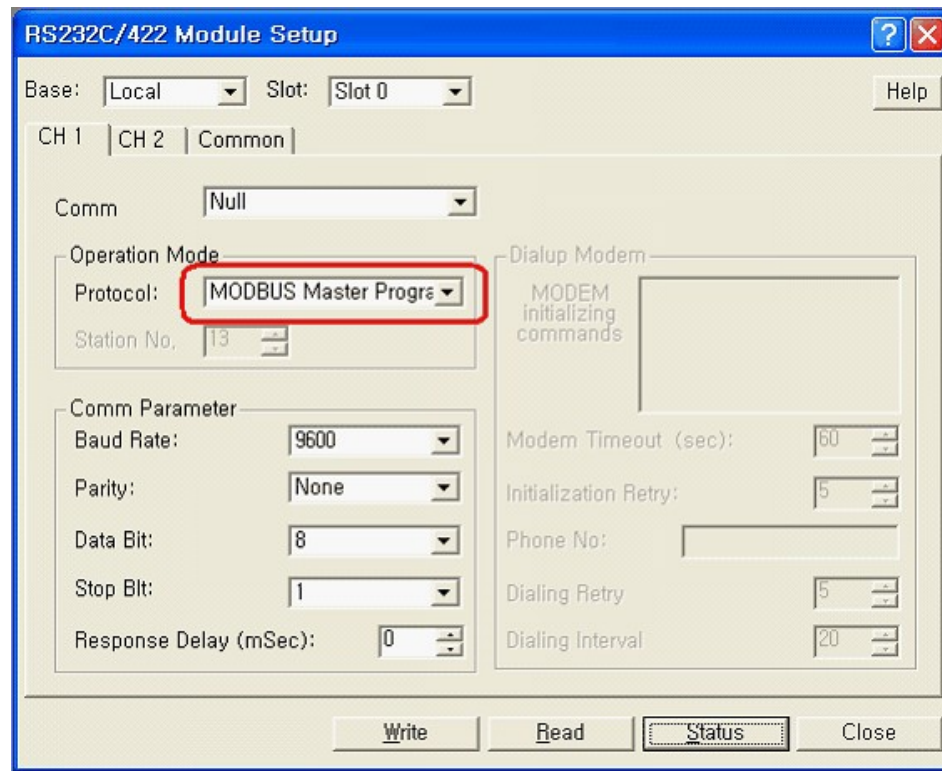 RS232C/422 Module Setup
Base: Local Slot: Slot 0 Help
CH 1 CH 2 Common
Comm Null
Operation Mode
Protocol: MODBUS Master Progra
Station No. 13
Comm Parameter
Baud Rate: 9600
Parity: None
Data Bit: 8
Stop BIt: 1
Response Delay (mSec): 0
Dialup Modem
MODEM
initializing
commands
Modem Timeout (sec): 60
Initialization Retry: 5
Phone No:
Dialing Retry 5
Dialing Interval 20
Write Read Status Close